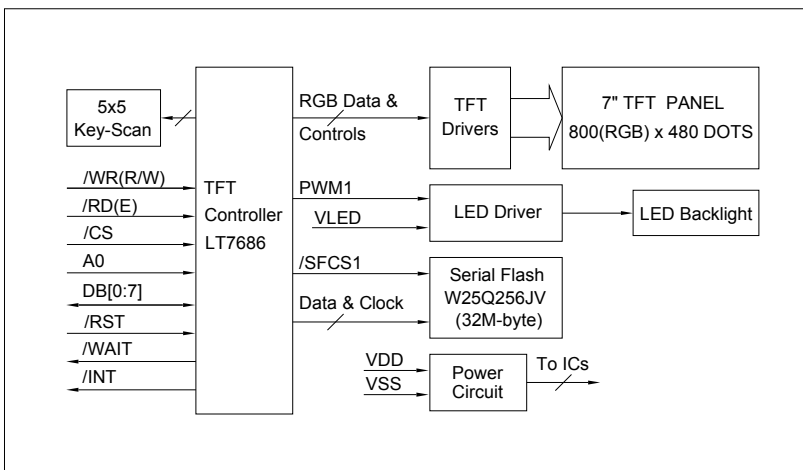 5x5
Key-Scan
/WR(R/W)
/RD(E)
/CS
A0
DB[0:7]
/RST
/WAIT
/INT
TFT
Controller
LT7686
RGB Data &
Controls
PWM1
VLED
/SFCS1
Data & Clock
VDD
VSS
TFT
Drivers
7" TFT PANEL
800(RGB) x 480 DOTS
LED Driver
LED Backlight
Serial Flash
W25Q256JV
(32M-byte)
Power
Circuit
To ICs